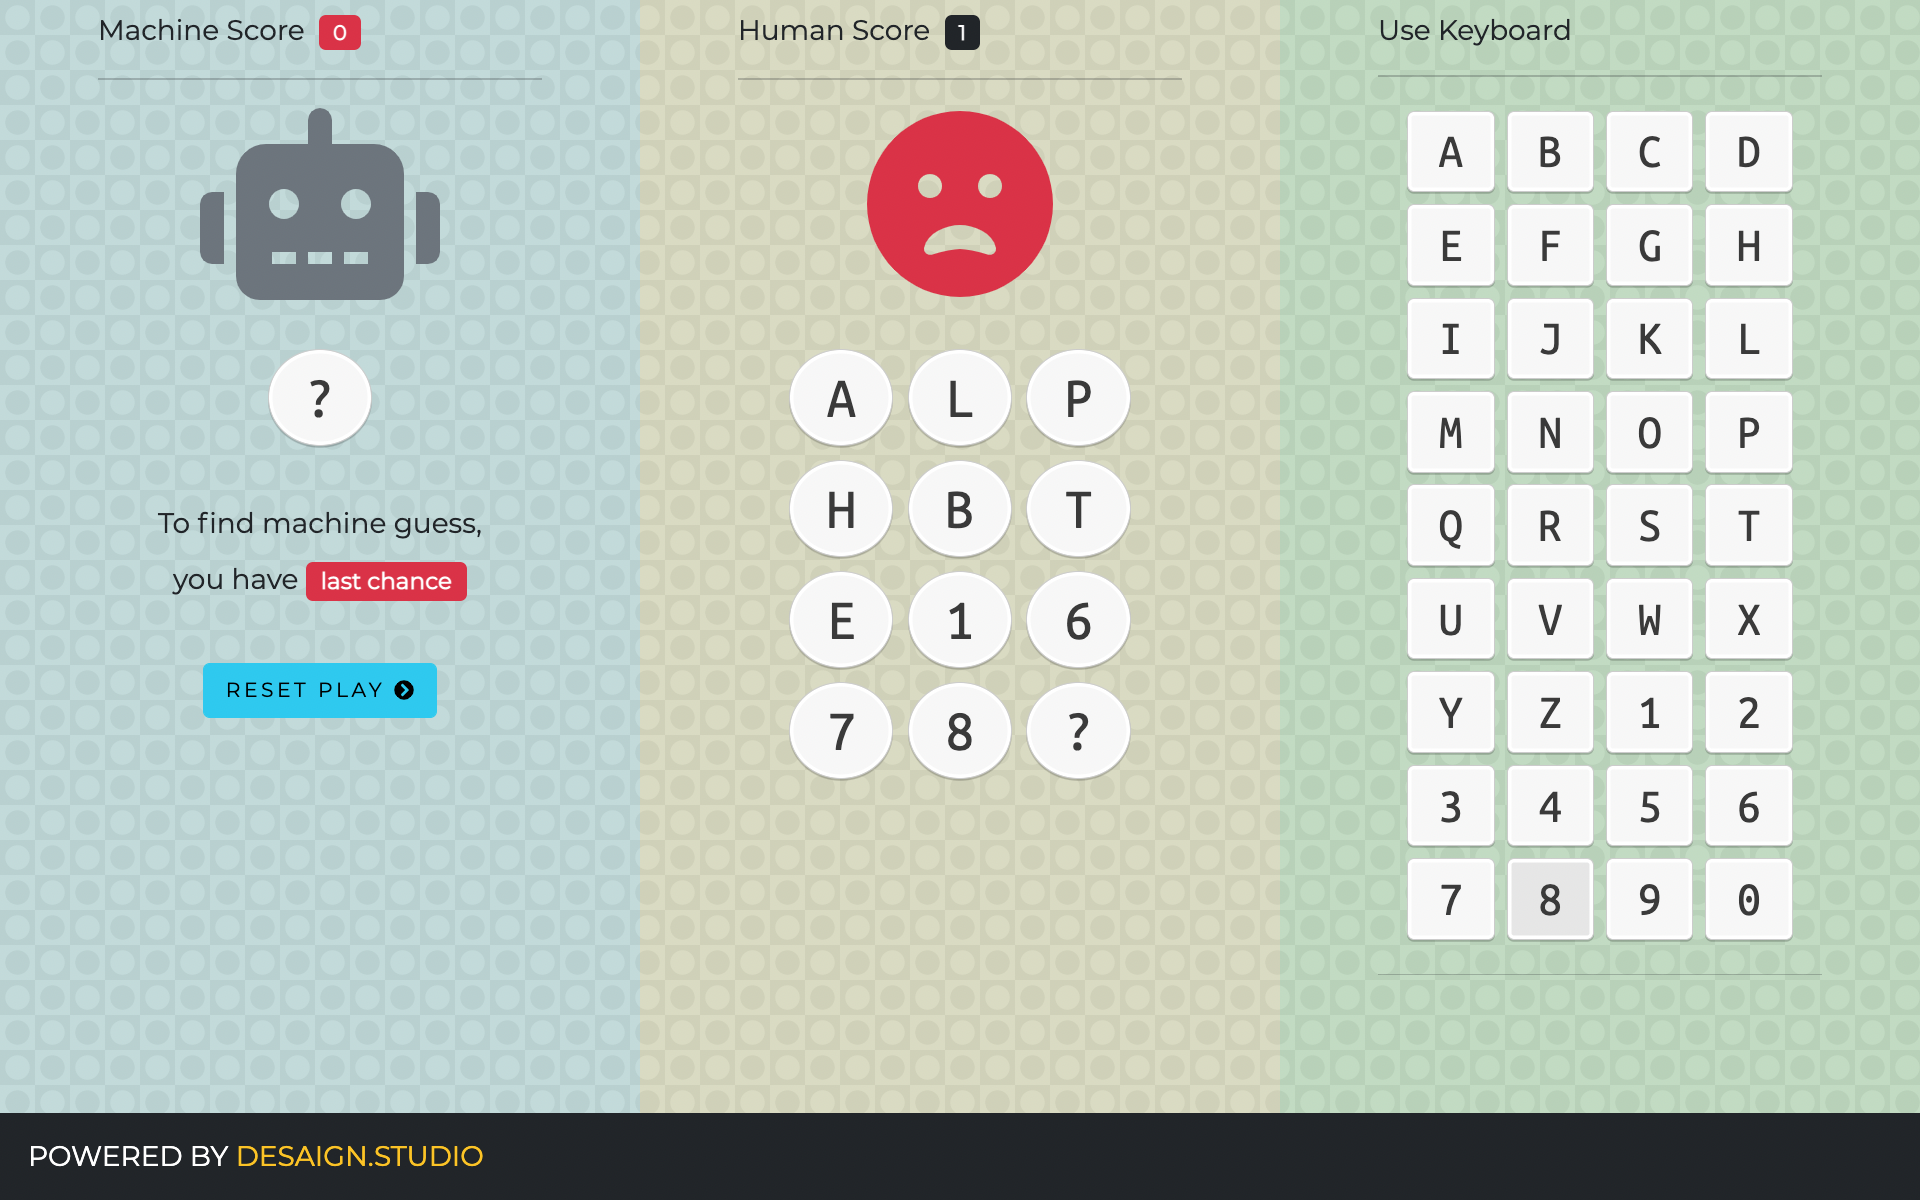 Machine Score 0
?
To find machine guess,
you have last chance
RESET PLAY
Human Score 1
A L P
H B T
E 1 6
7 8 ?
Use Keyboard
A B C D
E F G H
I J K L
M N O P
Q R S T
U V W X
Y Z 1 2
3 4 5 6
7 8 9 0
POWERED BY DESAIGN.STUDIO